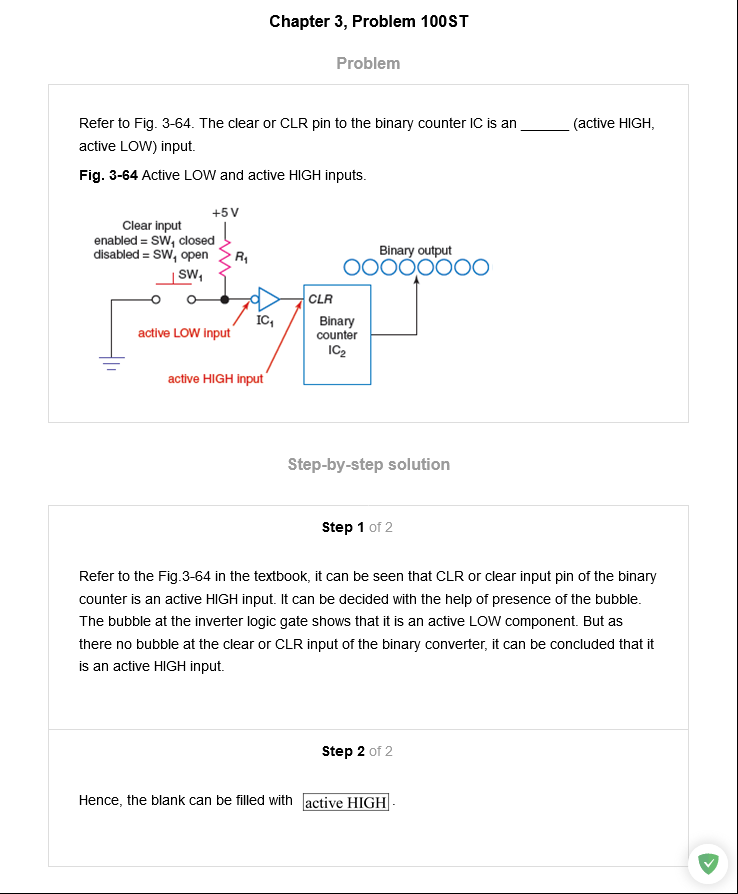 Chapter 3, Problem 100ST
Problem
Refer to Fig. 3-64. The clear or CLR pin to the binary counter IC is an ______ (active HIGH,
active LOW) input.
Fig. 3-64 Active LOW and active HIGH inputs.
+5 V
Clear input
enabled = SW1 closed
disabled = SW1 open
R1
SW1
Binary output
CLR
IC1
Binary
counter
IC2
active LOW input
active HIGH input
Step-by-step solution
Step 1 of 2
Refer to the Fig.3-64 in the textbook, it can be seen that CLR or clear input pin of the binary
counter is an active HIGH input. It can be decided with the help of presence of the bubble.
The bubble at the inverter logic gate shows that it is an active LOW component. But as
there no bubble at the clear or CLR input of the binary converter, it can be concluded that it
is an active HIGH input.
Step 2 of 2
Hence, the blank can be filled with active HIGH .